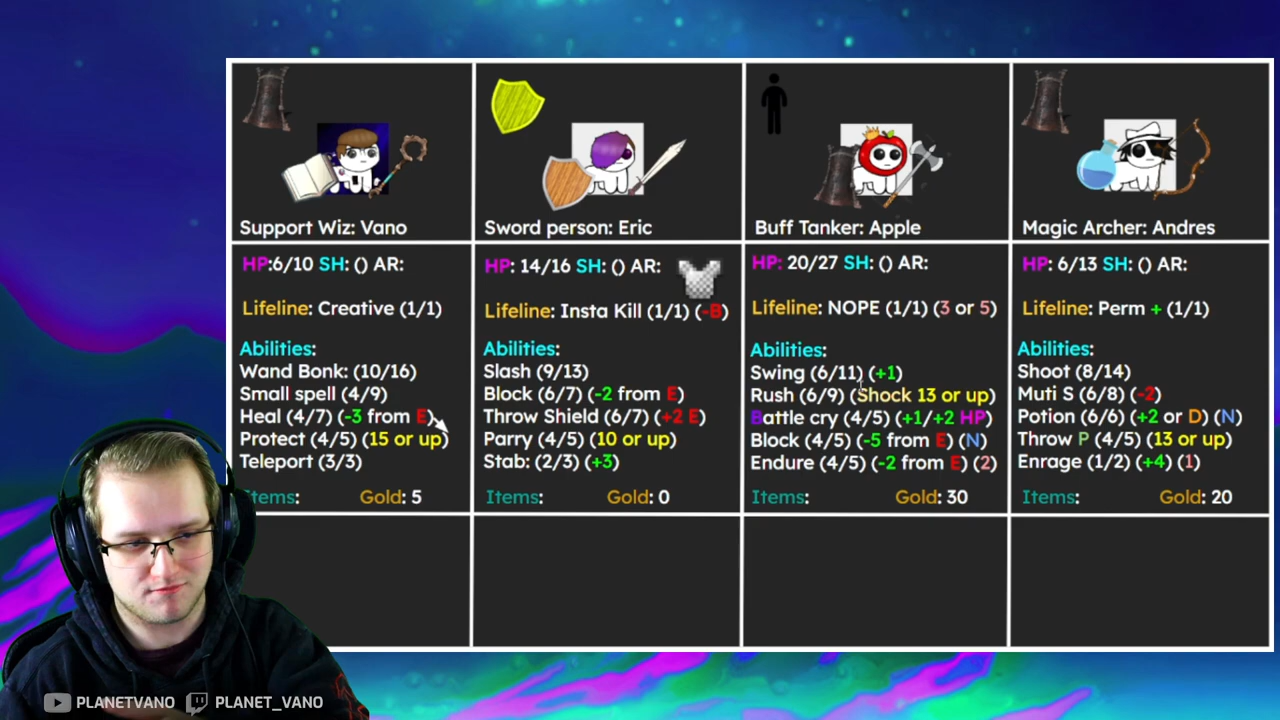 Support Wiz: Vano
HP:6/10 SH: () AR:
Lifeline: Creative (1/1)
Abilities:
Wand Bonk: (10/16)
Small spell (4/9)
Heal (4/7) (-3 from E)
Protect (4/5) (15 or up)
Teleport (3/3)
Items: Gold: 5
Sword person: Eric
HP: 14/16 SH: () AR:
Lifeline: Insta Kill (1/1) (-B)
Abilities:
Slash (9/13)
Block (6/7) (-2 from E)
Throw Shield (6/7) (+2 E)
Parry (4/5) (10 or up)
Stab: (2/3) (+3)
Items: Gold: 0
Buff Tanker: Apple
HP: 20/27 SH: () AR:
Lifeline: NOPE (1/1) (3 or 5)
Abilities:
Swing (6/11) (+1)
Rush (6/9) (Shock 13 or up)
Battle cry (4/5) (+1/+2 HP)
Block (4/5) (-5 from E) (N)
Endure (4/5) (-2 from E) (2)
Items: Gold: 30
Magic Archer: Andres
HP: 6/13 SH: () AR:
Lifeline: Perm + (1/1)
Abilities:
Shoot (8/14)
Muti S (6/8) (-2)
Potion (6/6) (+2 or D) (N)
Throw P (4/5) (13 or up)
Enrage (1/2) (+4) (1)
Items: Gold: 20
PLANETVANO PLANET_VANO